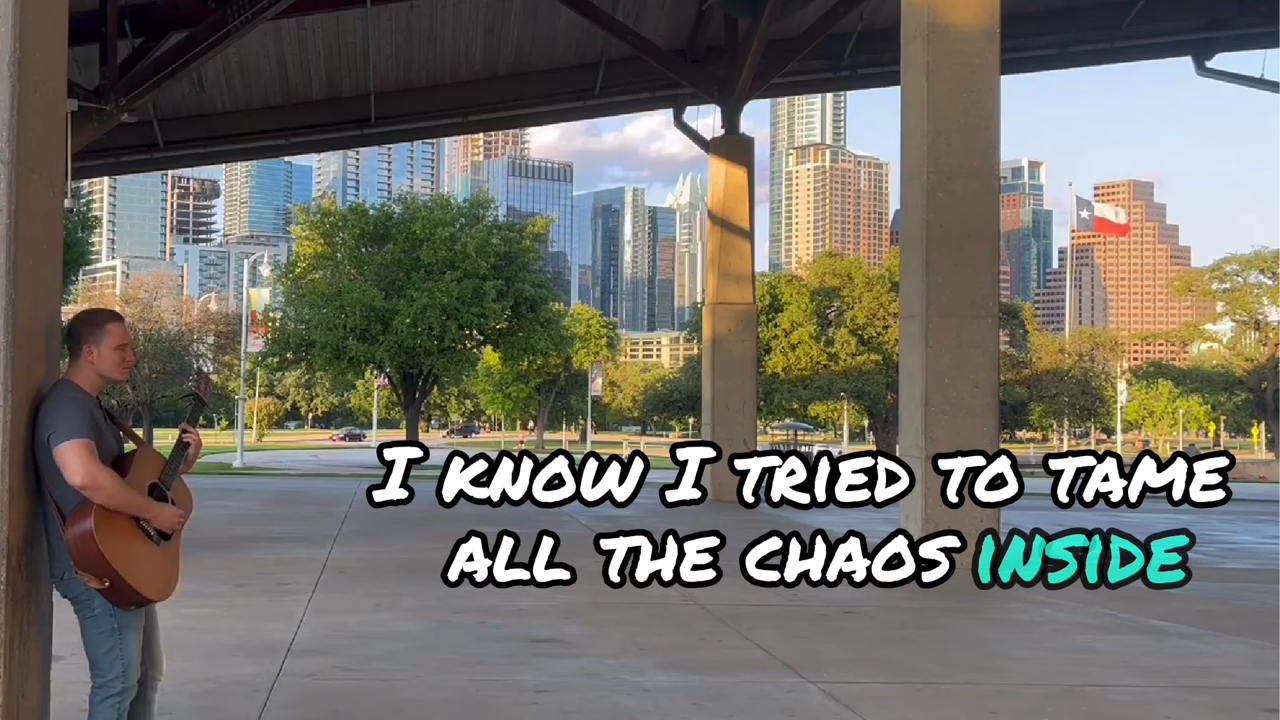 I KNOW I TRIED TO TAME
ALL THE CHAOS INSIDE